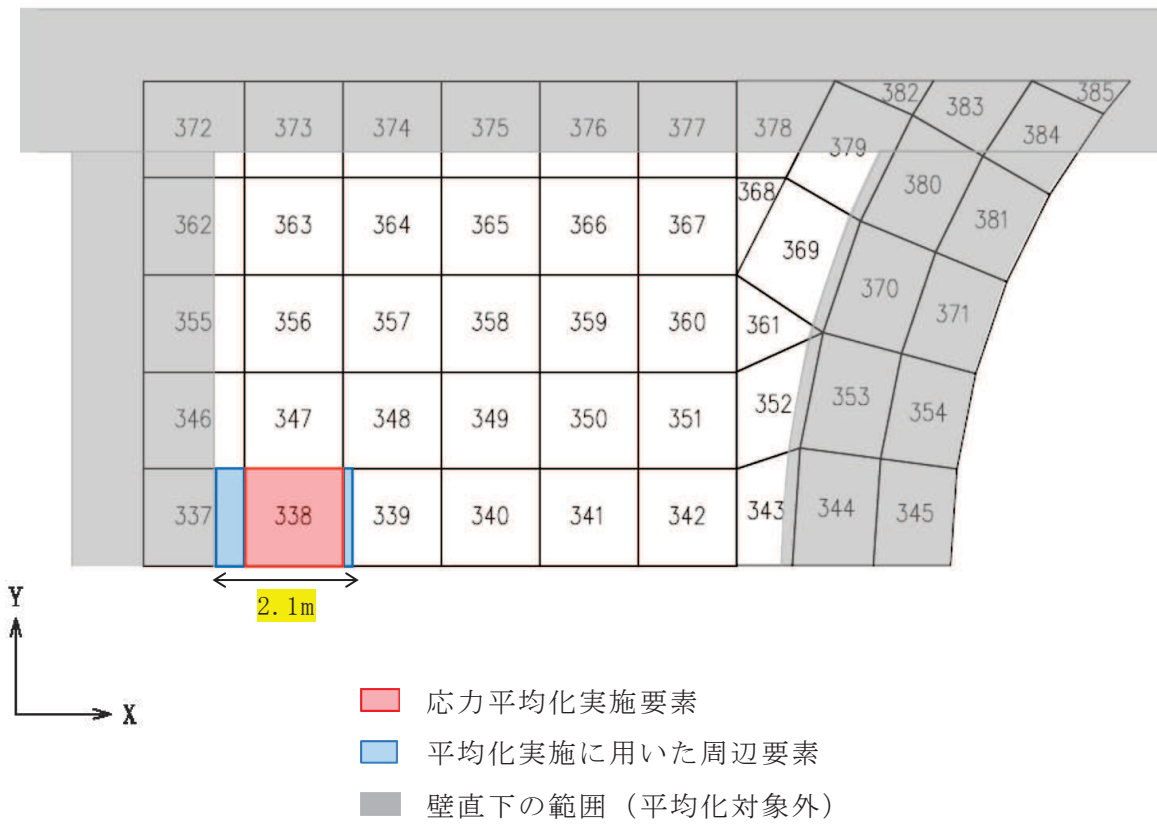 382 383 385
372 373 374 375 376 377 378 379 384
362 363 364 365 366 367 368 369 380 381
355 356 357 358 359 360 361 370 371
346 347 348 349 350 351 352 353 354
337 338 339 340 341 342 343 344 345
2.1m
Y
X
応力平均化実施要素
平均化実施に用いた周辺要素
壁直下の範囲（平均化対象外）